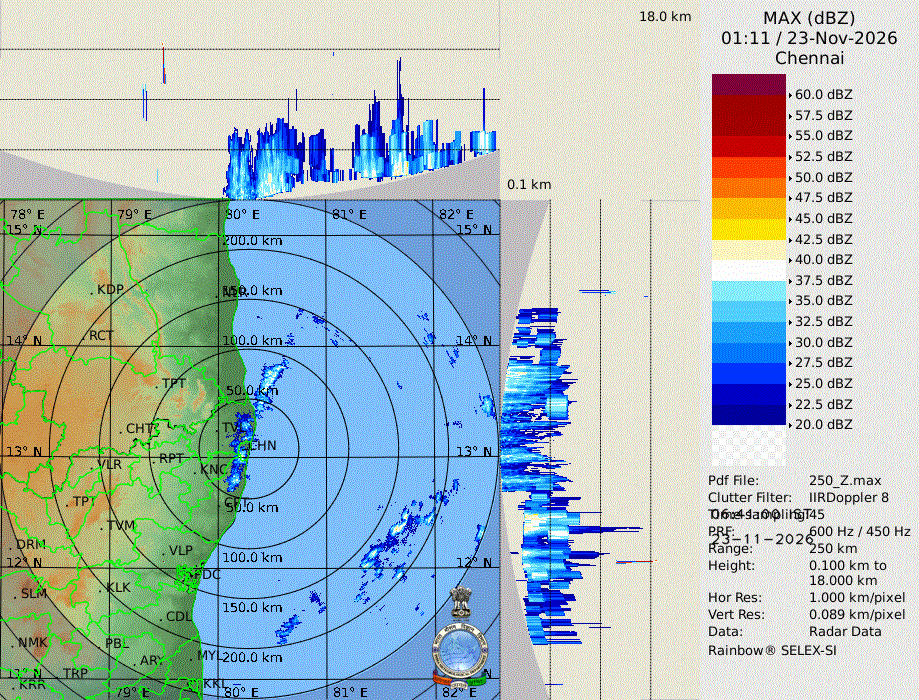 18.0 km
MAX (dBZ)
01:11 / 23-Nov-2026
Chennai
60.0 dBZ
57.5 dBZ
55.0 dBZ
52.5 dBZ
50.0 dBZ
47.5 dBZ
45.0 dBZ
42.5 dBZ
40.0 dBZ
37.5 dBZ
35.0 dBZ
32.5 dBZ
30.0 dBZ
27.5 dBZ
25.0 dBZ
22.5 dBZ
20.0 dBZ
0.1 km
78° E 79° E 80° E 81° E 82° E
15° N 15° N
200.0 km
KDP
150.0 km
RCT
14° N 100.0 km 14° N
TPT
50.0 km
CHT
CHN
13° N 13° N
VLR RPT KNC
TPT
50.0 km
TVM
DRM VLP
100.0 km
12° N 12° N
SLM KLK
150.0 km
CDL
NMK PBL
ARY MYL 200.0 km
TRP
KRR KKL
79° E 80° E 81° E 82° E
Pdf File: 250_Z.max
Clutter Filter: IIRDoppler 8
Time sampling: 45
06:41:00 IST
PRF: 600 Hz / 450 Hz
23-11-2026
Range: 250 km
Height: 0.100 km to
18.000 km
Hor Res: 1.000 km/pixel
Vert Res: 0.089 km/pixel
Data: Radar Data
Rainbow® SELEX-SI